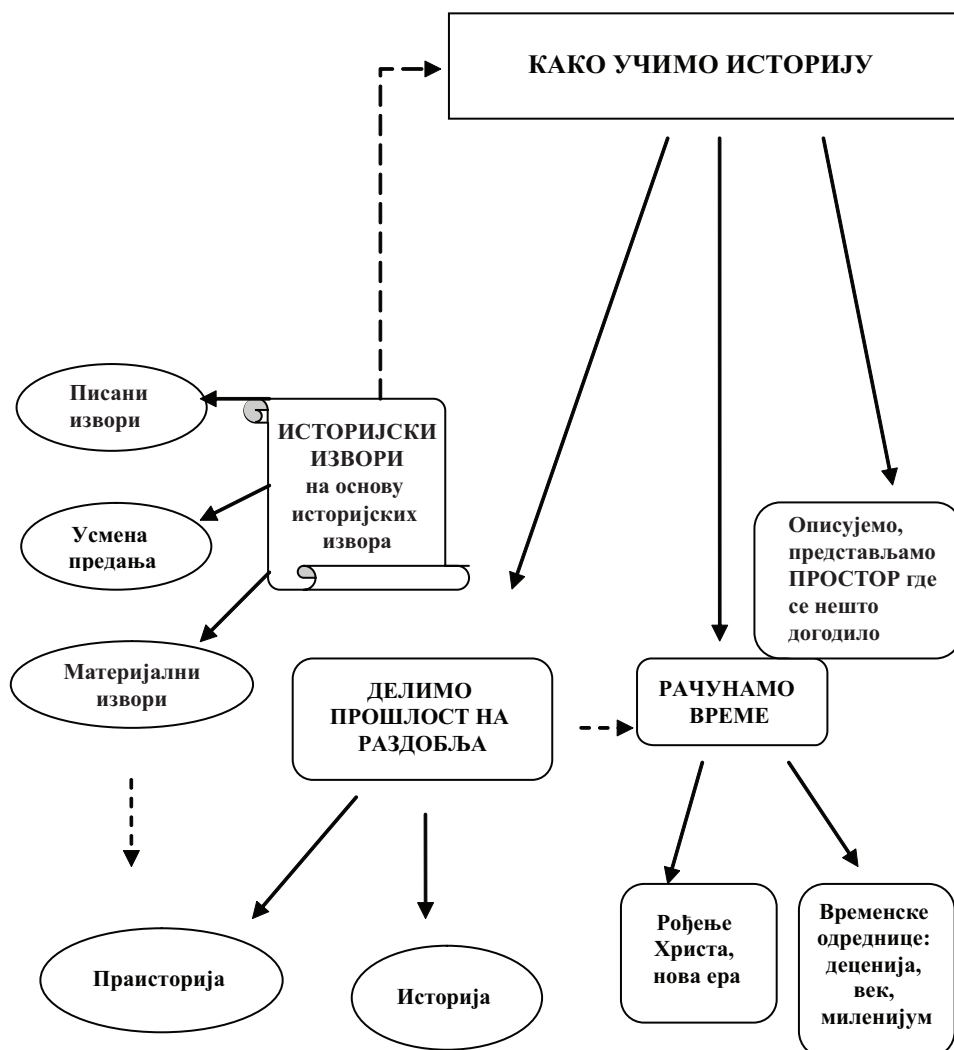 КАКО УЧИМО ИСТОРИЈУ
Писани
извори
ИСТОРИЈСКИ
ИЗВОРИ
на основу
историјских
извора
Усмена
предања
Описујемо,
представљамо
ПРОСТОР где
се нешто
догодило
Материјални
извори
ДЕЛИМО
ПРОШЛОСТ НА
РАЗДОБЉА
РАЧУНАМО
ВРЕМЕ
Праисторија
Историја
Рођење
Христа,
нова ера
Временске
одреднице:
деценија,
век,
миленијум